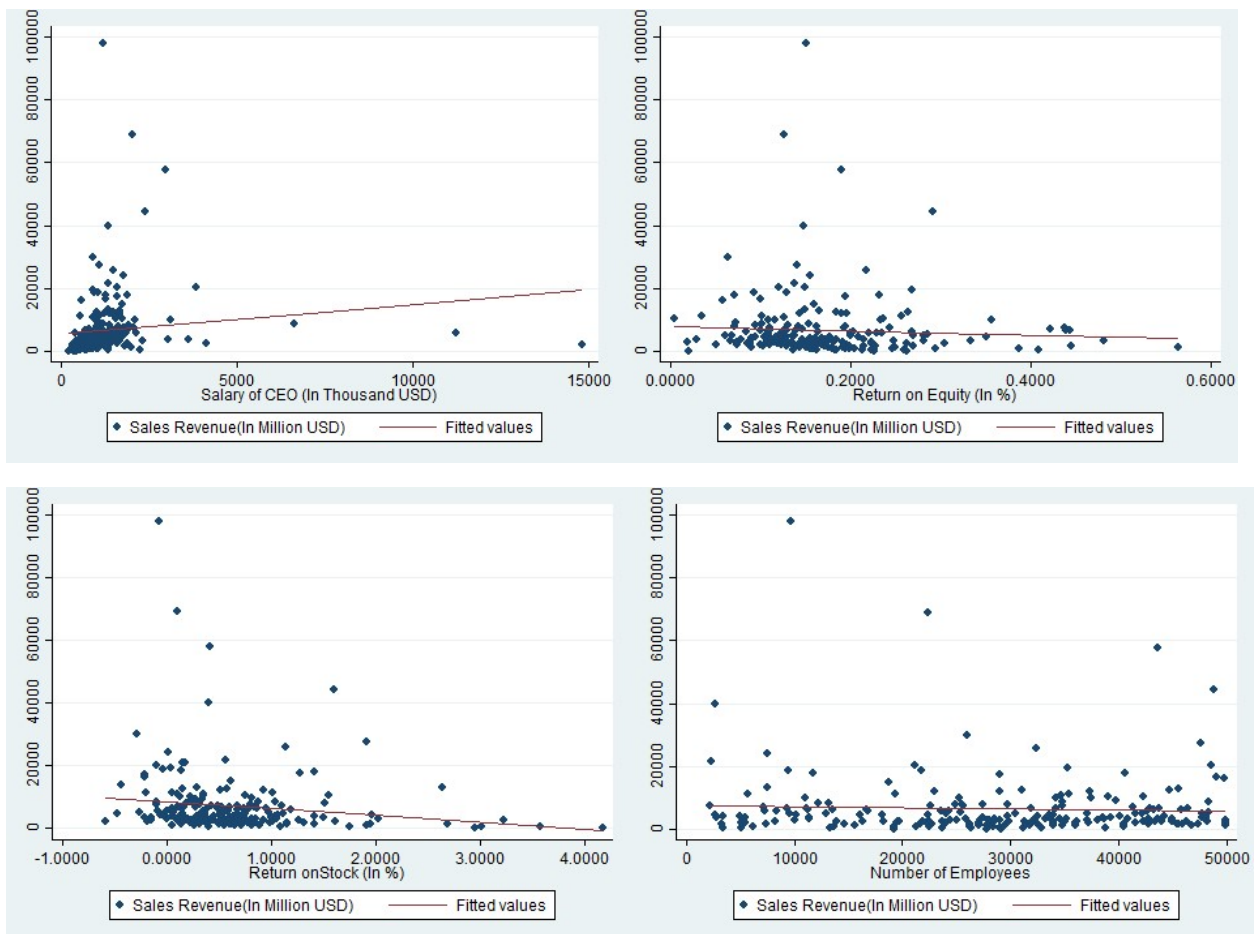 100000
80000
60000
40000
20000
0
0 5000 10000 15000
Salary of CEO (In Thousand USD)
Sales Revenue(In Million USD) Fitted values
100000
80000
60000
40000
20000
0
0.0000 0.2000 0.4000 0.6000
Return on Equity (In %)
Sales Revenue(In Million USD) Fitted values
100000
80000
60000
40000
20000
0
-1.0000 0.0000 1.0000 2.0000 3.0000 4.0000
Return onStock (In %)
Sales Revenue(In Million USD) Fitted values
100000
80000
60000
40000
20000
0
0 10000 20000 30000 40000 50000
Number of Employees
Sales Revenue(In Million USD) Fitted values